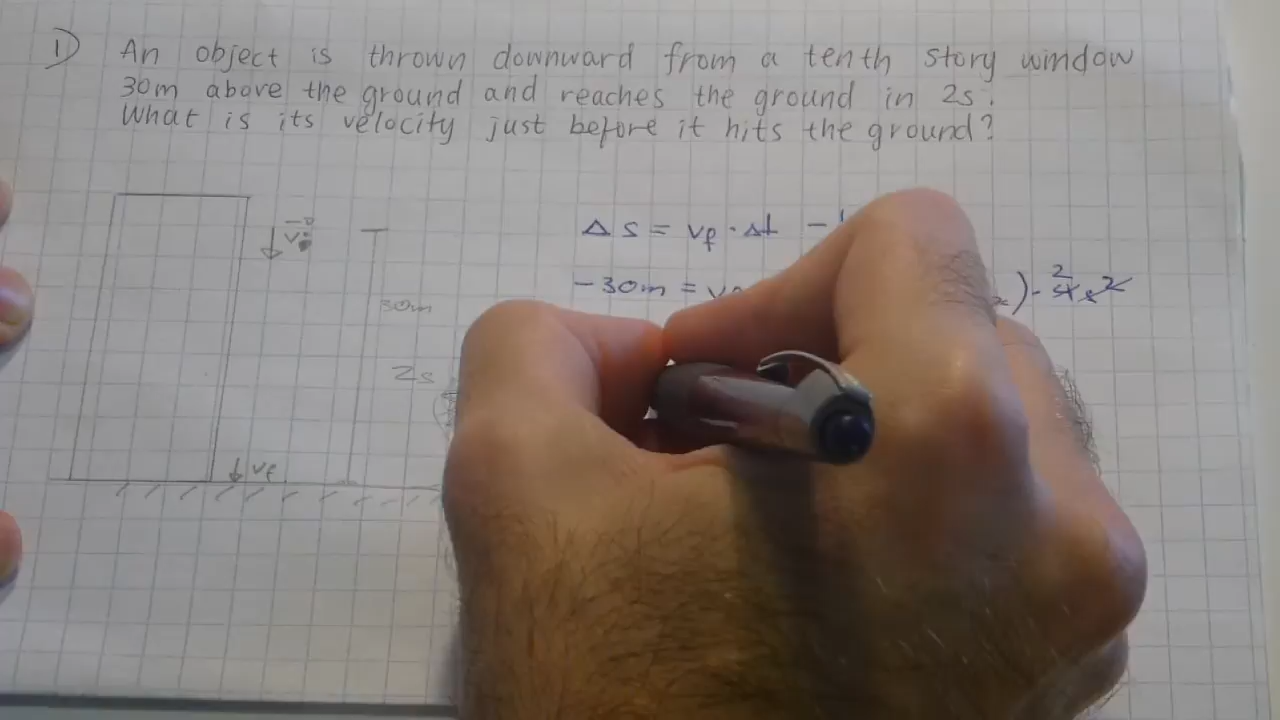 1) An object is thrown downward from a tenth story window
30m above the ground and reaches the ground in 2s.
What is its velocity just before it hits the ground?
Δs = vf · Δt -
-30m =
30m
2s
vf